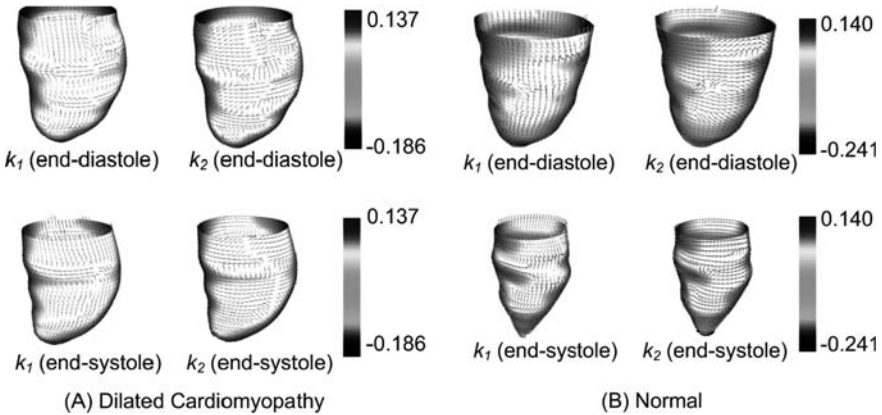 0.137
-0.186
k1 (end-diastole)
k2 (end-diastole)
0.140
-0.241
k1 (end-diastole)
k2 (end-diastole)
0.137
-0.186
k1 (end-systole)
k2 (end-systole)
0.140
-0.241
k1 (end-systole)
k2 (end-systole)
(A) Dilated Cardiomyopathy
(B) Normal